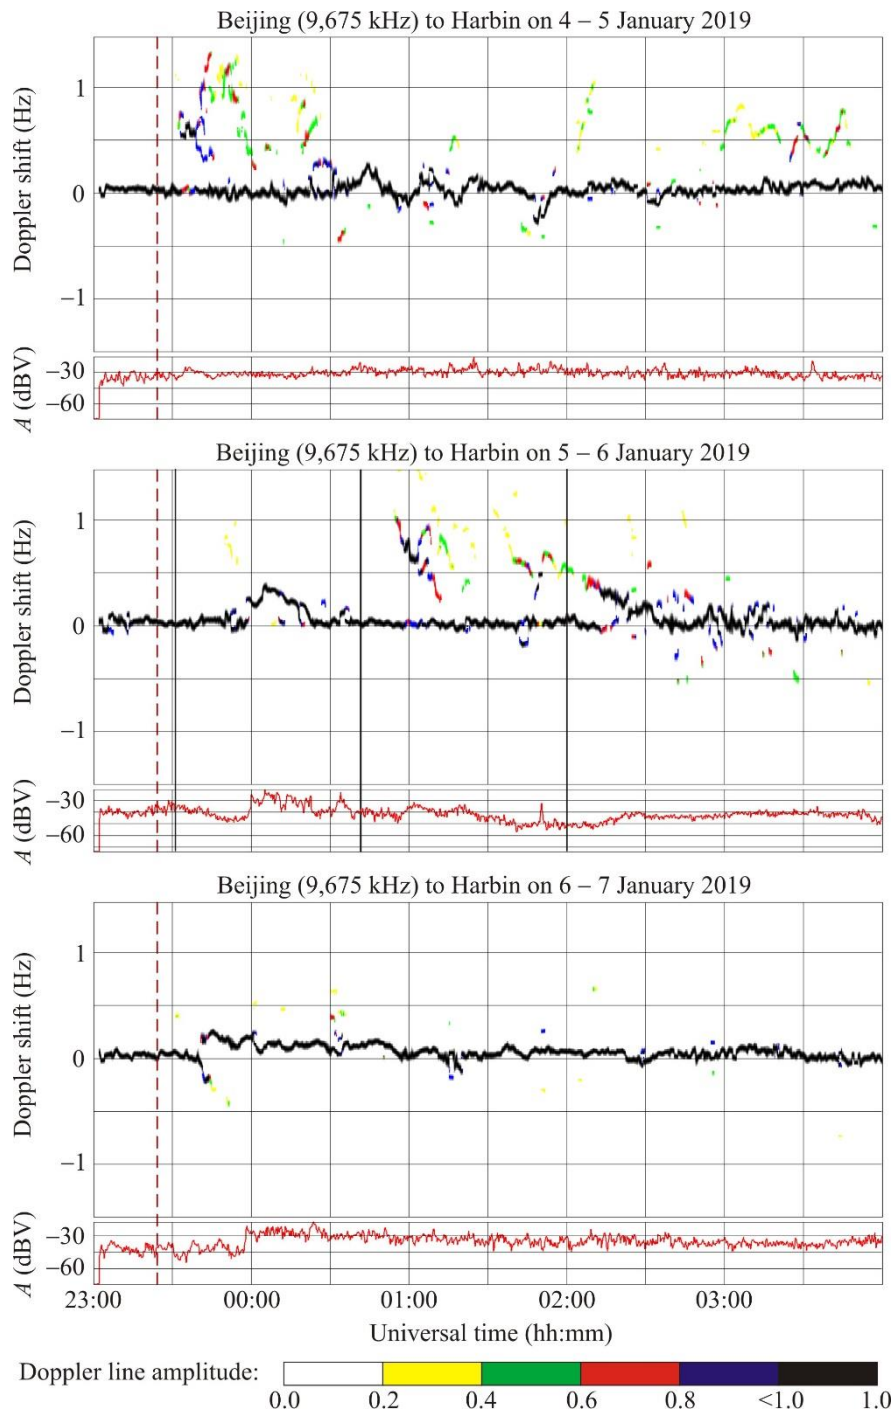 Beijing (9,675 kHz) to Harbin on 4 – 5 January 2019
Doppler shift (Hz)
1
0
−1
A (dBV)
−30
−60
Beijing (9,675 kHz) to Harbin on 5 – 6 January 2019
Doppler shift (Hz)
1
0
−1
A (dBV)
−30
−60
Beijing (9,675 kHz) to Harbin on 6 – 7 January 2019
Doppler shift (Hz)
1
0
−1
A (dBV)
−30
−60
23:00 00:00 01:00 02:00 03:00
Universal time (hh:mm)
Doppler line amplitude:
0.0 0.2 0.4 0.6 0.8 <1.0 1.0